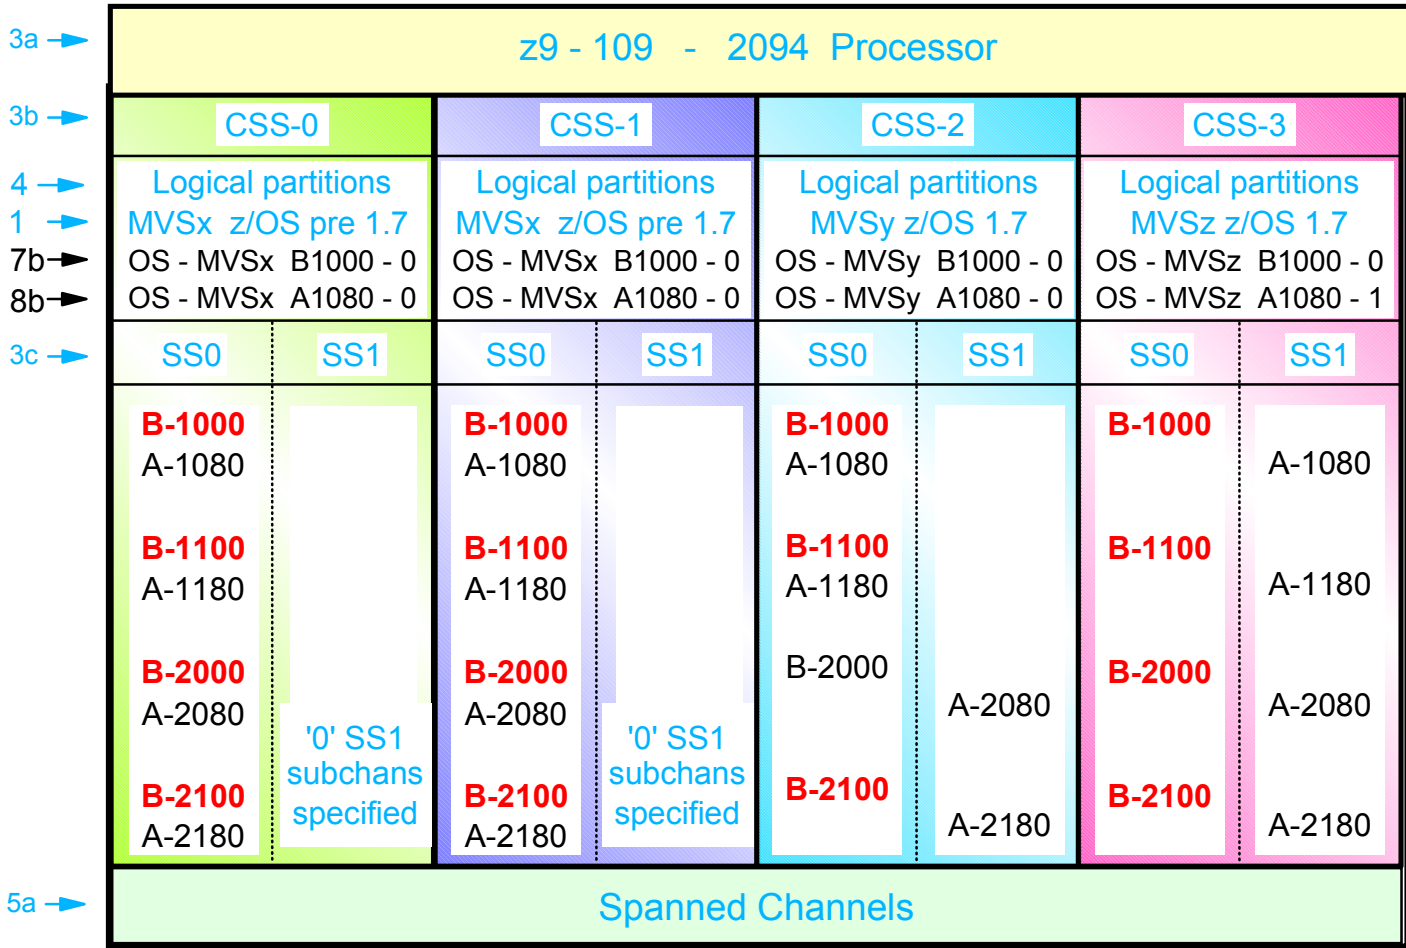 3a
z9 - 109 - 2094 Processor
3b
CSS-0 CSS-1 CSS-2 CSS-3
4
Logical partitions Logical partitions Logical partitions Logical partitions
1
MVSx z/OS pre 1.7 MVSx z/OS pre 1.7 MVSy z/OS 1.7 MVSz z/OS 1.7
7b
OS - MVSx B1000 - 0 OS - MVSx B1000 - 0 OS - MVSy B1000 - 0 OS - MVSz B1000 - 0
8b
OS - MVSx A1080 - 0 OS - MVSx A1080 - 0 OS - MVSy A1080 - 0 OS - MVSz A1080 - 1
3c
SS0 SS1 SS0 SS1 SS0 SS1 SS0 SS1
B-1000 B-1000 B-1000 B-1000
A-1080 A-1080 A-1080 A-1080
B-1100 B-1100 B-1100 B-1100
A-1180 A-1180 A-1180 A-1180
B-2000 B-2000 B-2000 B-2000
A-2080 A-2080 A-2080 A-2080
'0' SS1 '0' SS1
subchans subchans
B-2100 B-2100 B-2100 B-2100
specified specified
A-2180 A-2180 A-2180 A-2180
5a
Spanned Channels